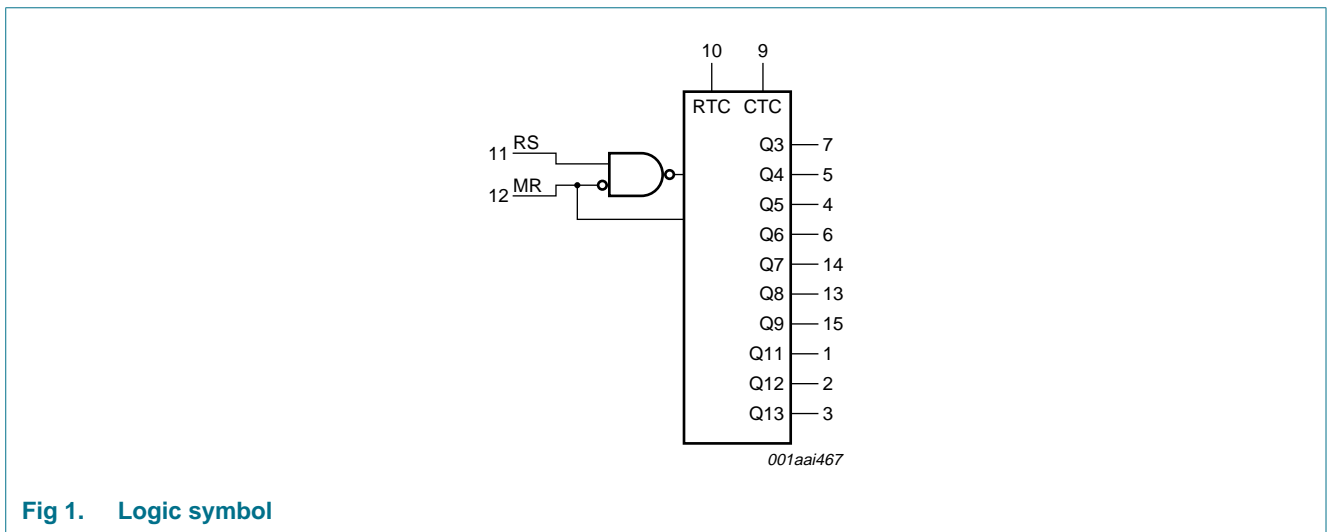 10 9
RTC CTC
11 RS
12 MR
Q3 7
Q4 5
Q5 4
Q6 6
Q7 14
Q8 13
Q9 15
Q11 1
Q12 2
Q13 3
001aai467
Fig 1. Logic symbol